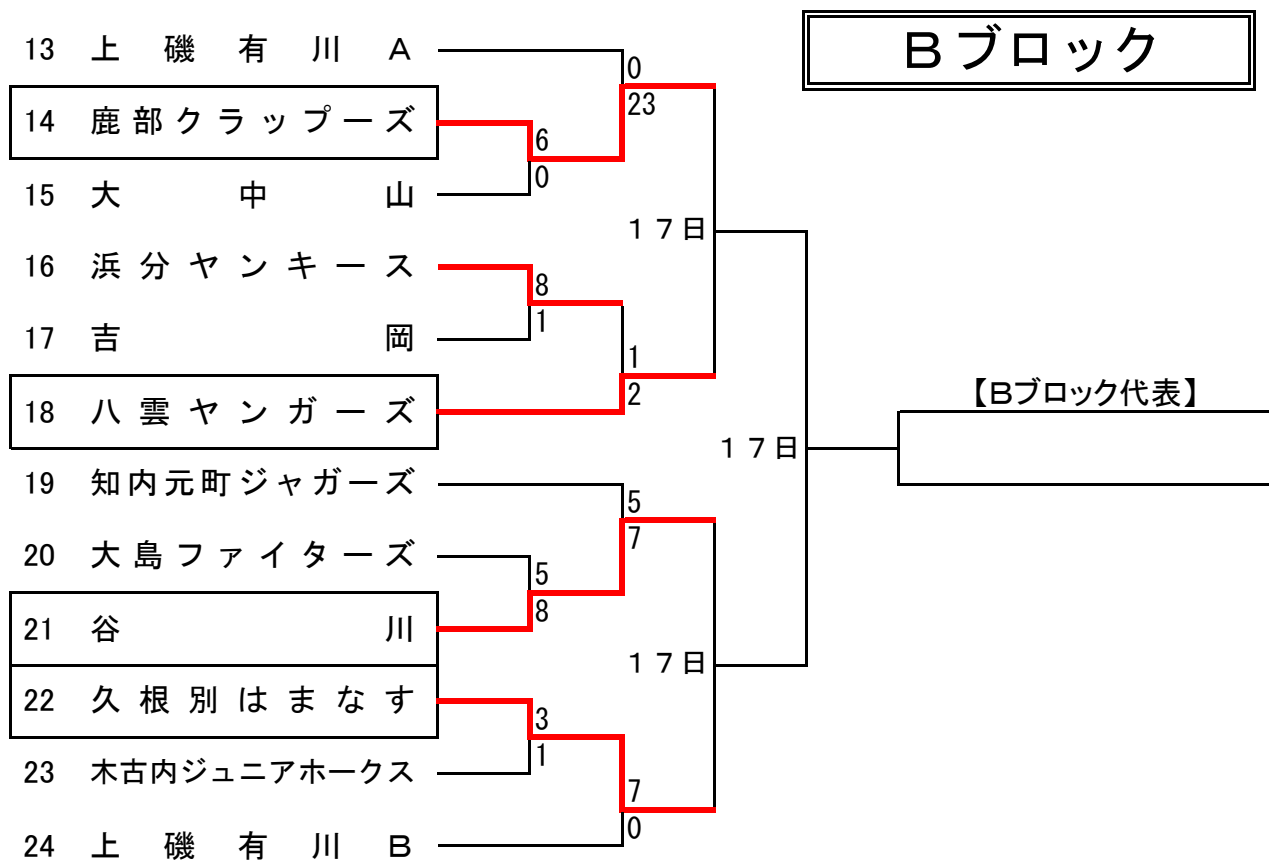 Bブロック
13 上磯有川A
0
23
14 鹿部クラップーズ
6
0
15 大中山
17日
16 浜分ヤンキース
8
1
17 吉岡
1
2
18 八雲ヤンガーズ
【Bブロック代表】
17日
19 知内元町ジャガーズ
5
7
20 大島ファイターズ
5
8
21 谷川
17日
22 久根別はまなす
3
1
23 木古内ジュニアホークス
7
0
24 上磯有川B